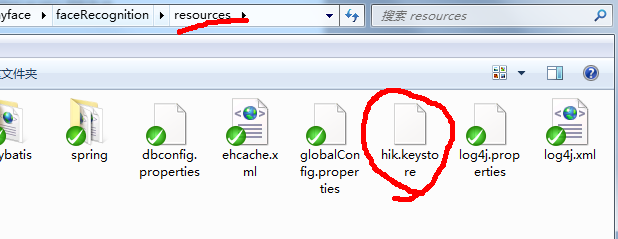 yface faceRecognition resources 搜索 resources
文件夹
ybatis spring dbconfig. ehcache.x globalCon hik.keysto log4j.prop log4j.xml
properties ml fig.proper re erties
ties